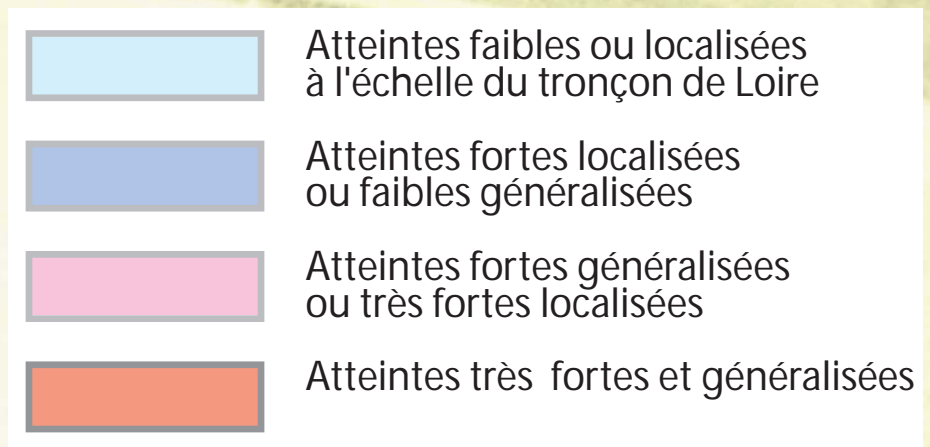 Atteintes faibles ou localisées
à l'échelle du tronçon de Loire
Atteintes fortes localisées
ou faibles généralisées
Atteintes fortes généralisées
ou très fortes localisées
Atteintes très fortes et généralisées